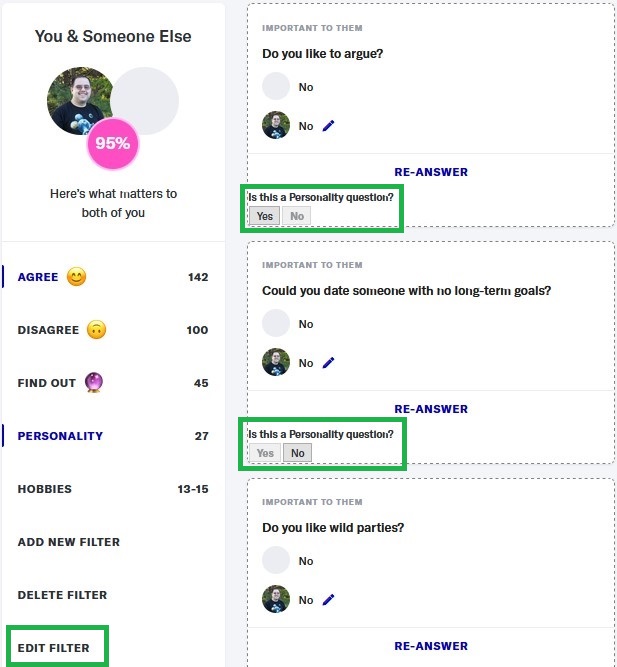 You & Someone Else
95%
Here's what matters to
both of you
AGREE 😊 142
DISAGREE 🙃 100
FIND OUT 🔮 45
PERSONALITY 27
HOBBIES 13-15
ADD NEW FILTER
DELETE FILTER
EDIT FILTER
IMPORTANT TO THEM
Do you like to argue?
No
No
RE-ANSWER
Is this a Personality question?
Yes No
IMPORTANT TO THEM
Could you date someone with no long-term goals?
No
No
RE-ANSWER
Is this a Personality question?
Yes No
IMPORTANT TO THEM
Do you like wild parties?
No
No
RE-ANSWER